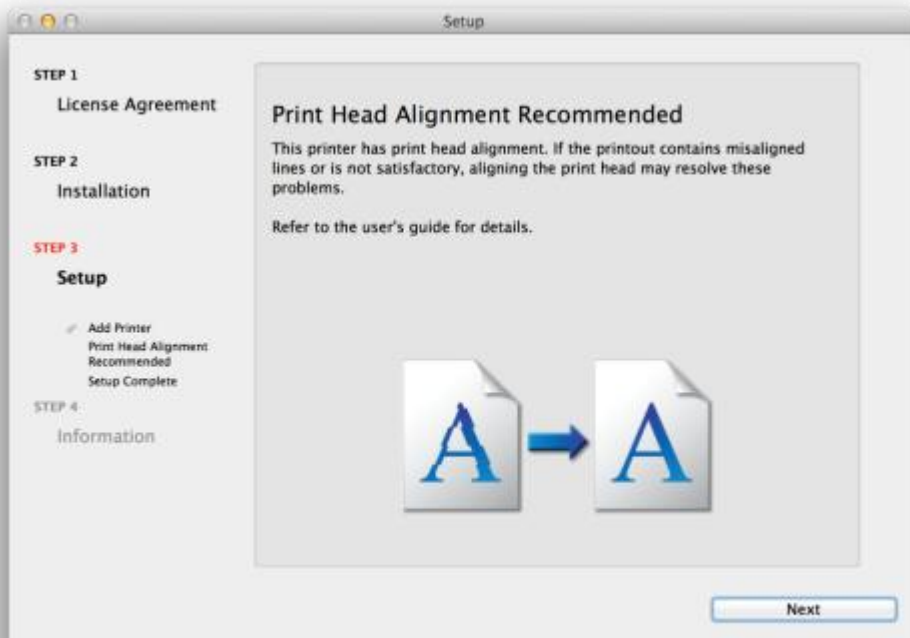 Setup
STEP 1
License Agreement
STEP 2
Installation
STEP 3
Setup
Add Printer
Print Head Alignment
Recommended
Setup Complete
STEP 4
Information
Print Head Alignment Recommended
This printer has print head alignment. If the printout contains misaligned
lines or is not satisfactory, aligning the print head may resolve these
problems.
Refer to the user's guide for details.
A
A
Next